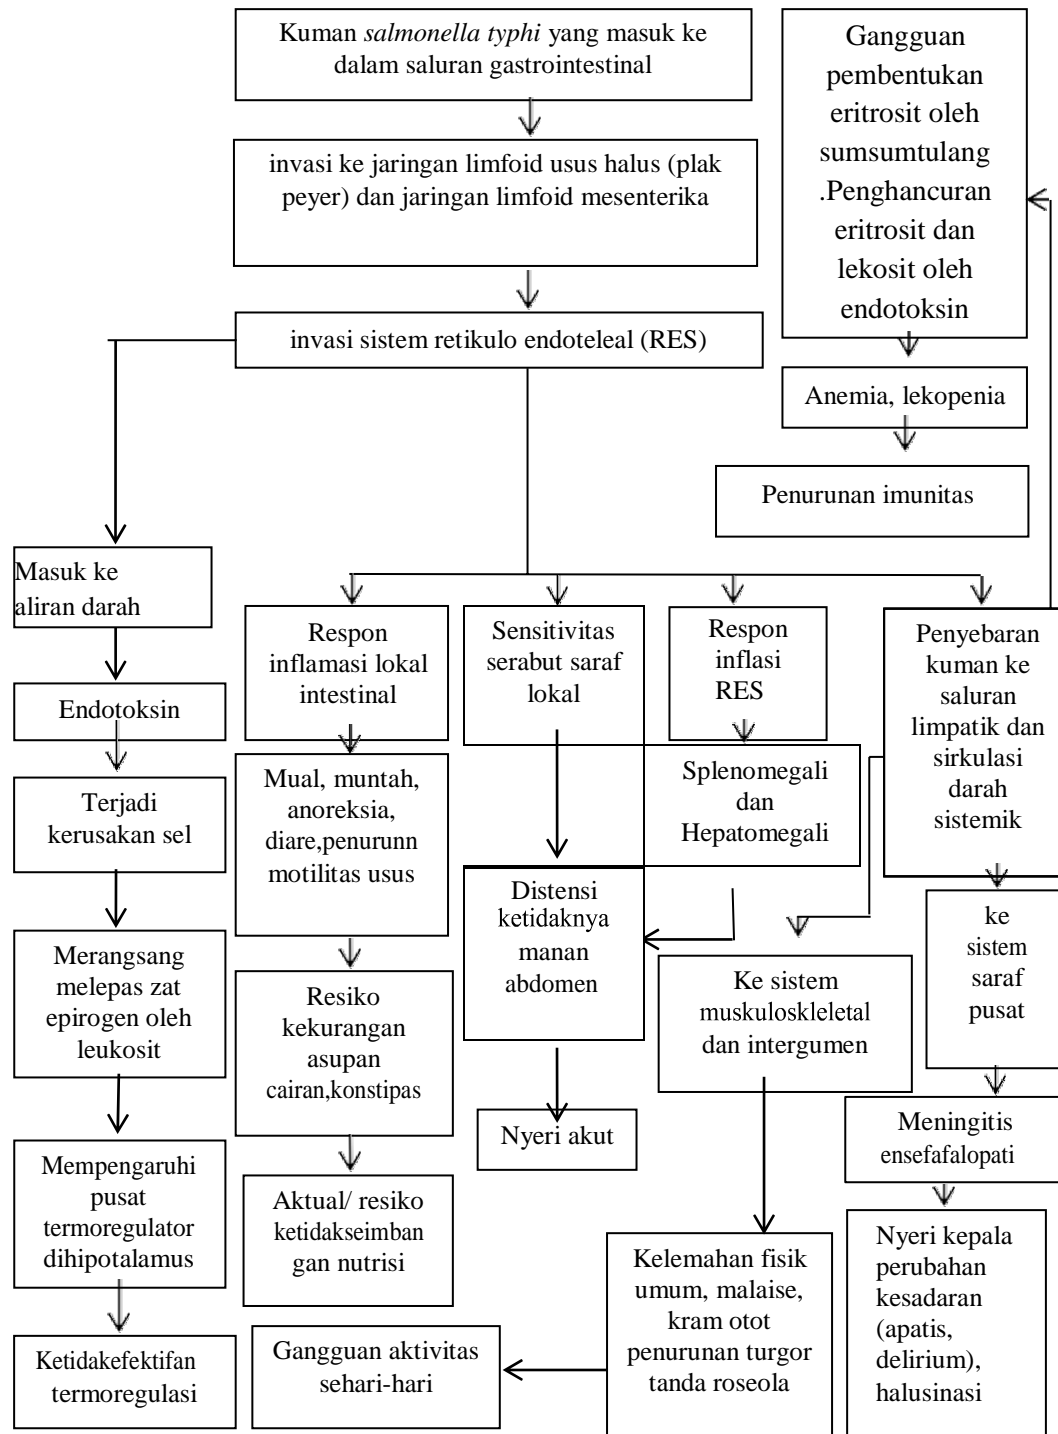 Kuman salmonella typhi yang masuk ke
dalam saluran gastrointestinal
Gangguan
pembentukan
eritrosit oleh
sumsumtulang
.Penghancuran
eritrosit dan
lekosit oleh
endotoksin
invasi ke jaringan limfoid usus halus (plak
peyer) dan jaringan limfoid mesenterika
invasi sistem retikulo endoteleal (RES)
Anemia, lekopenia
Penurunan imunitas
Masuk ke
aliran darah
Endotoksin
Terjadi
kerusakan sel
Merangsang
melepas zat
epirogen oleh
leukosit
Mempengaruhi
pusat
termoregulator
dihipotalamus
Ketidakefektifan
termoregulasi
Respon
inflamasi lokal
intestinal
Mual, muntah,
anoreksia,
diare,penurunn
motilitas usus
Resiko
kekurangan
asupan
cairan,konstipas
Aktual/ resiko
ketidakseimban
gan nutrisi
Sensitivitas
serabut saraf
lokal
Distensi
ketidaknya
manan
abdomen
Nyeri akut
Respon
inflasi
RES
Splenomegali
dan
Hepatomegali
Penyebaran
kuman ke
saluran
limpatik dan
sirkulasi
darah
sistemik
Ke sistem
muskuloskleletal
dan intergumen
Kelemahan fisik
umum, malaise,
kram otot
penurunan turgor
tanda roseola
Gangguan aktivitas
sehari-hari
ke
sistem
saraf
pusat
Meningitis
ensefafalopati
Nyeri kepala
perubahan
kesadaran
(apatis,
delirium),
halusinasi